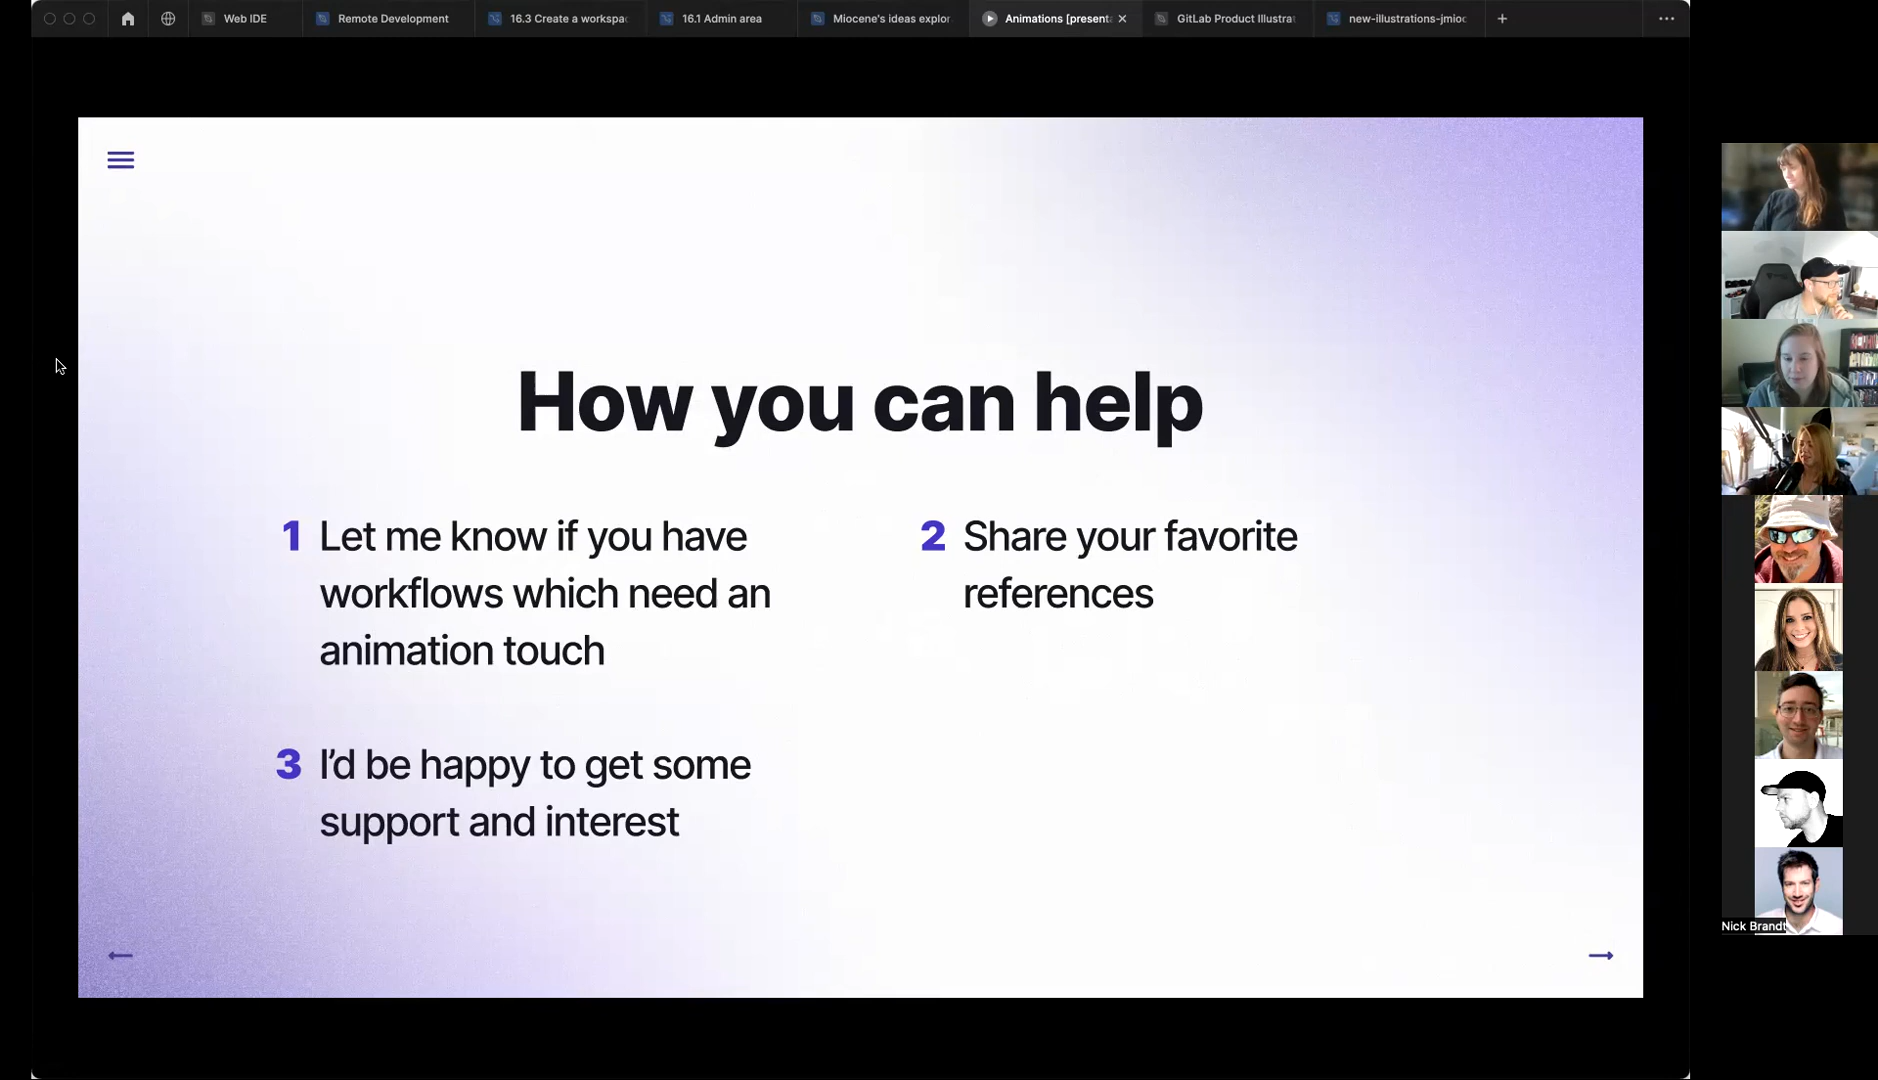 Web IDE
Remote Development
16.3 Create a workspa
16.1 Admin area
Miocene's ideas explor
Animations [present
GitLab Product Illustrat
new-illustrations-jmioc
How you can help
1 Let me know if you have
workflows which need an
animation touch
2 Share your favorite
references
3 I'd be happy to get some
support and interest
Nick Brandt